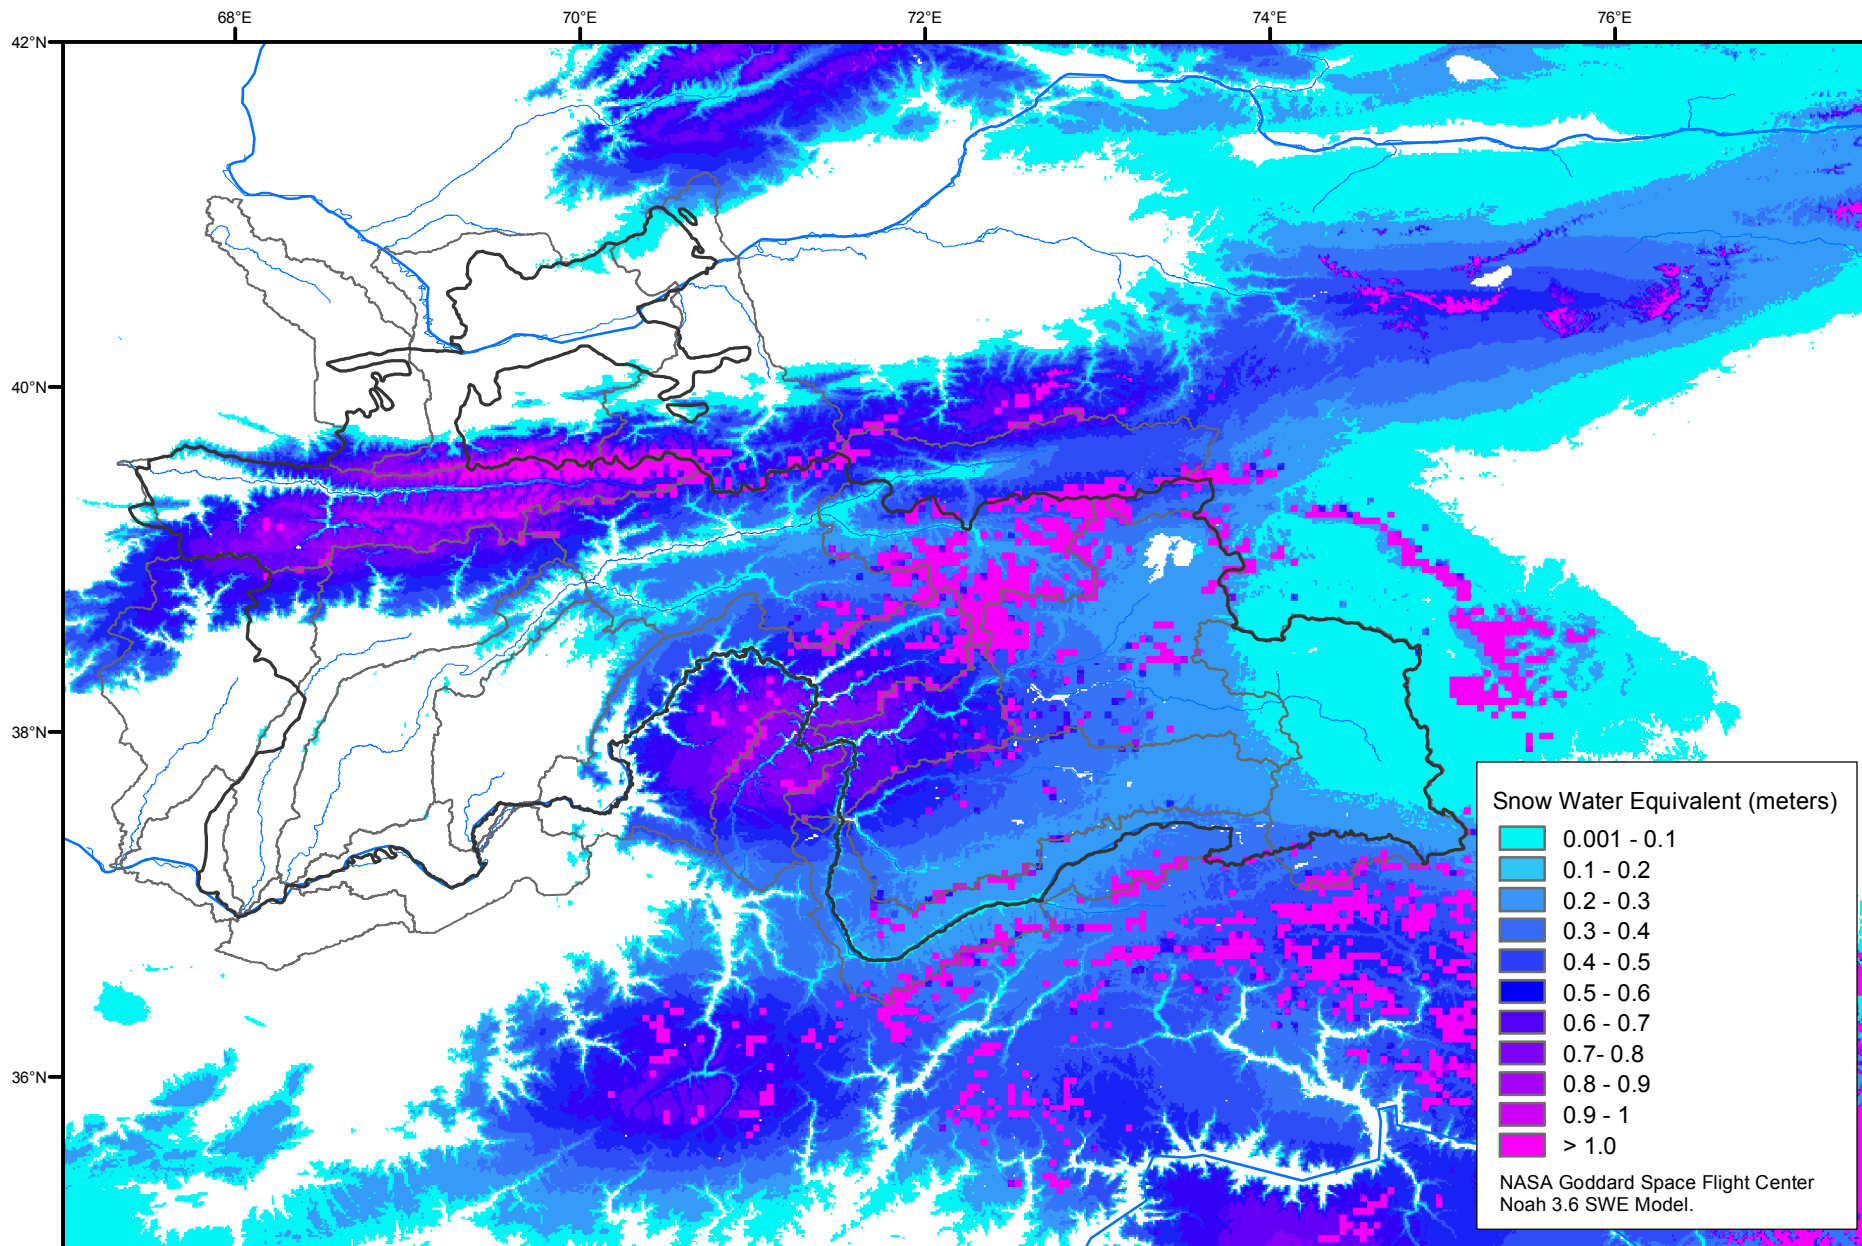 68°E
70°E
72°E
74°E
76°E
42°N
40°N
38°N
36°N
Snow Water Equivalent (meters)
0.001 - 0.1
0.1 - 0.2
0.2 - 0.3
0.3 - 0.4
0.4 - 0.5
0.5 - 0.6
0.6 - 0.7
0.7- 0.8
0.8 - 0.9
0.9 - 1
> 1.0
NASA Goddard Space Flight Center
Noah 3.6 SWE Model.